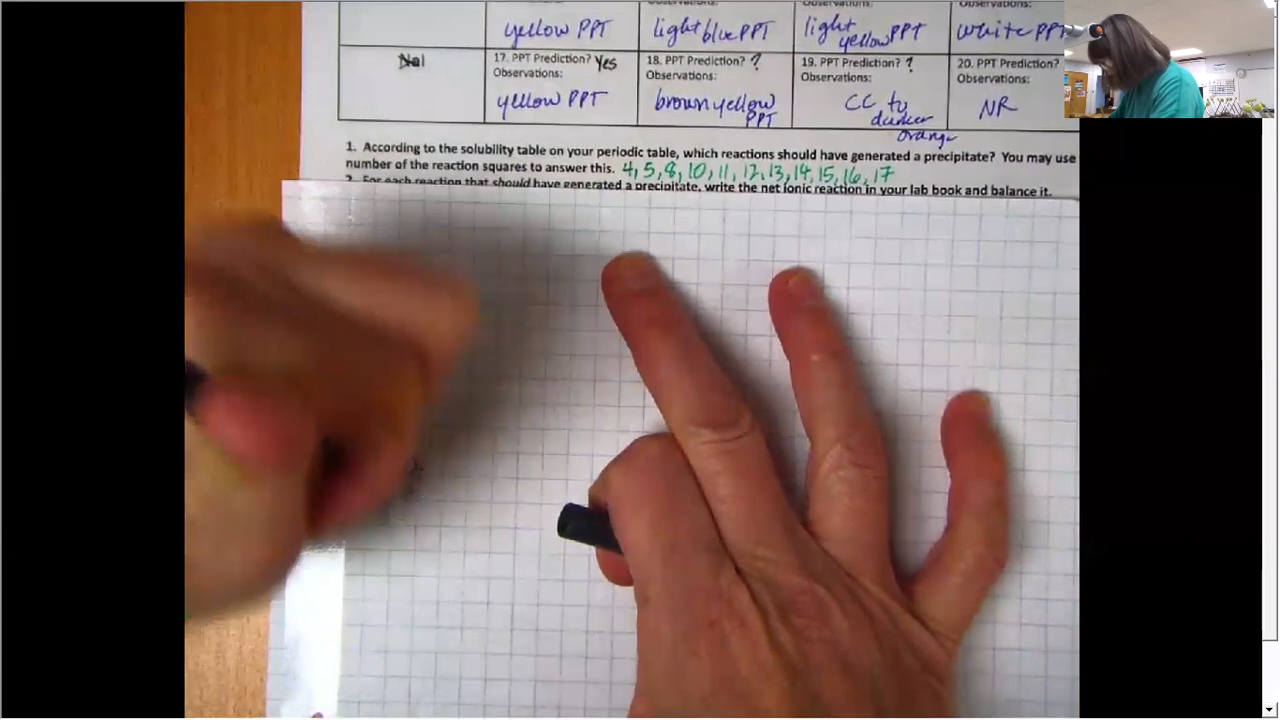 Observations:
yellow PPT
light blue PPT
light yellow PPT
white PPT
NaI
17. PPT Prediction? Yes
Observations:
yellow PPT
18. PPT Prediction? ?
Observations:
brown yellow
PPT
19. PPT Prediction? ?
Observations:
CC to
darker
orange
20. PPT Prediction?
Observations:
NR
1. According to the solubility table on your periodic table, which reactions should have generated a precipitate? You may use
number of the reaction squares to answer this. 4, 5, 8, 10, 11, 12, 13, 14, 15, 16, 17
2. For each reaction that should have generated a precipitate, write the net ionic reaction in your lab book and balance it.